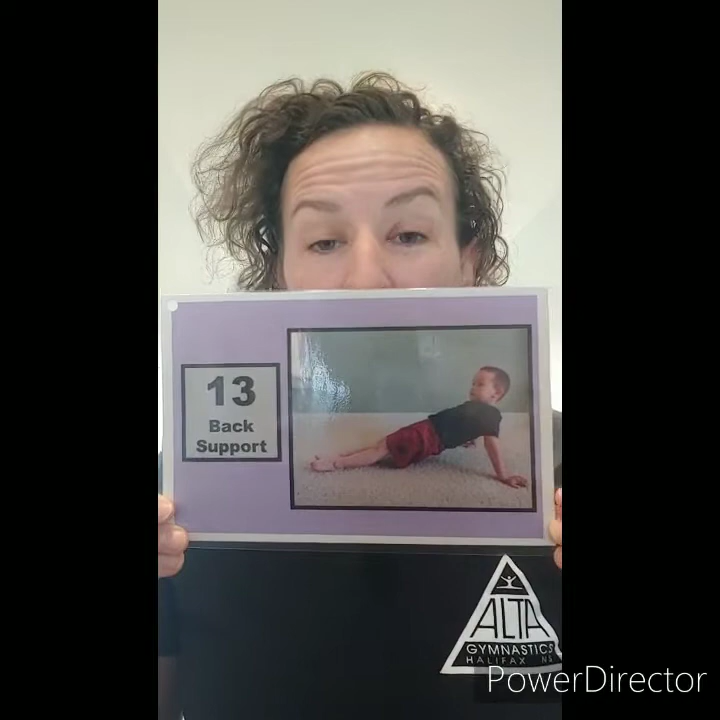 13
Back
Support
ALTA
GYMNASTICS
HALIFAX NS
PowerDirector